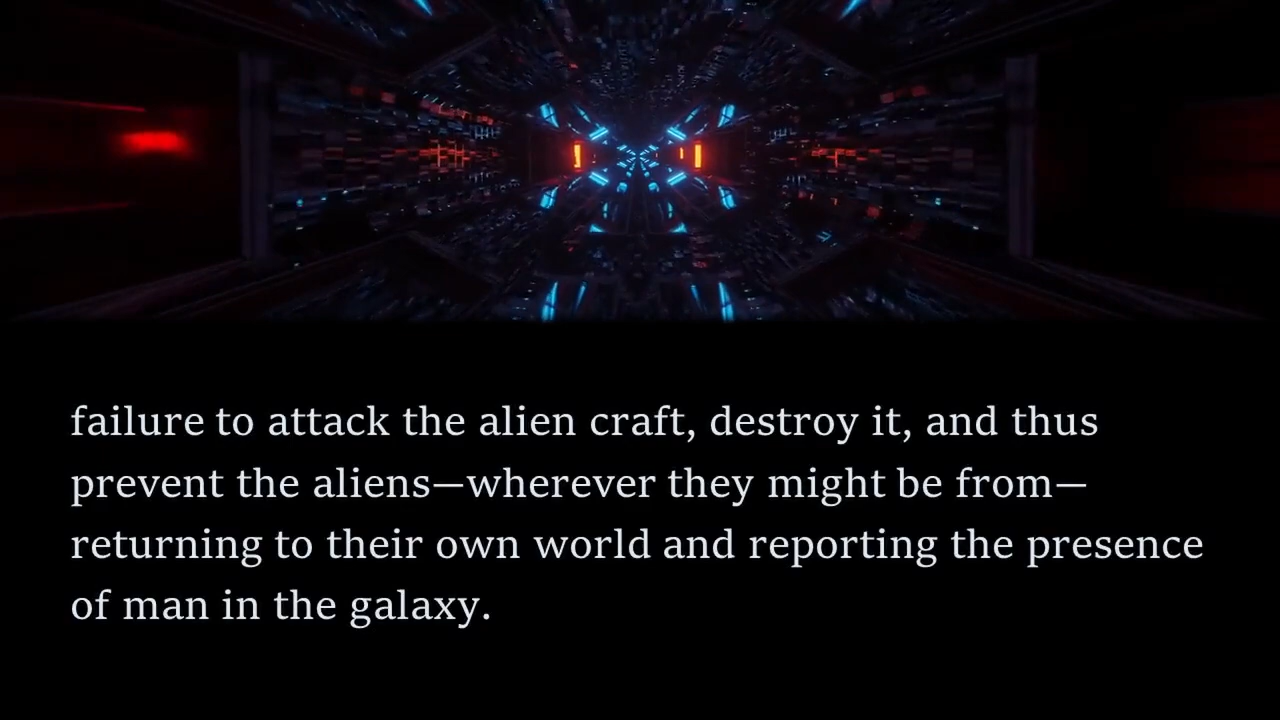 failure to attack the alien craft, destroy it, and thus
prevent the aliens—wherever they might be from—
returning to their own world and reporting the presence
of man in the galaxy.